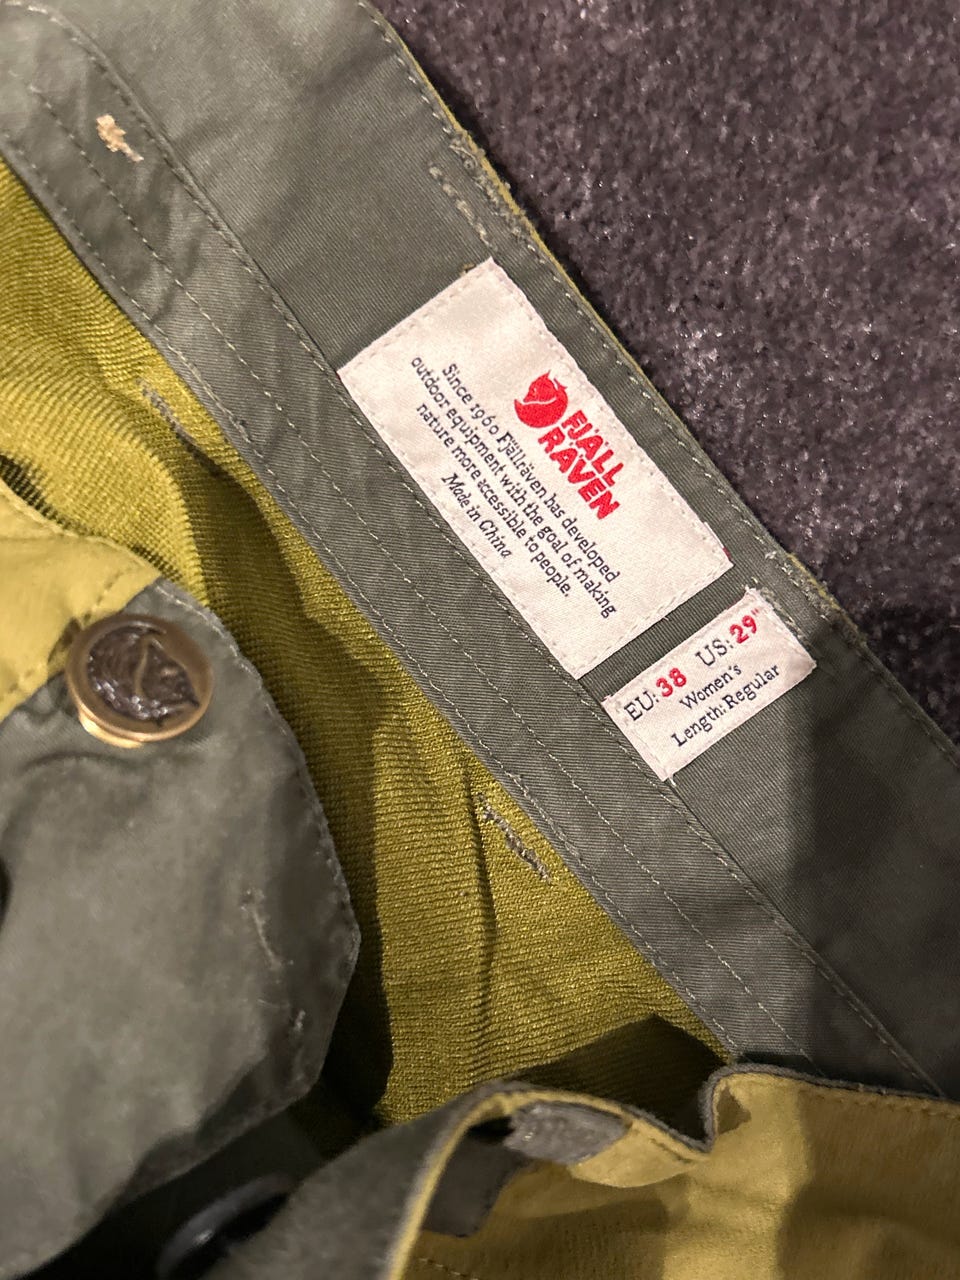 FJÄLL
RÄVEN
Since 1960 Fjällräven has developed
outdoor equipment with the goal of making
nature more accessible to people.
Made in China
EU: 38 US: 29"
Women's
Length: Regular